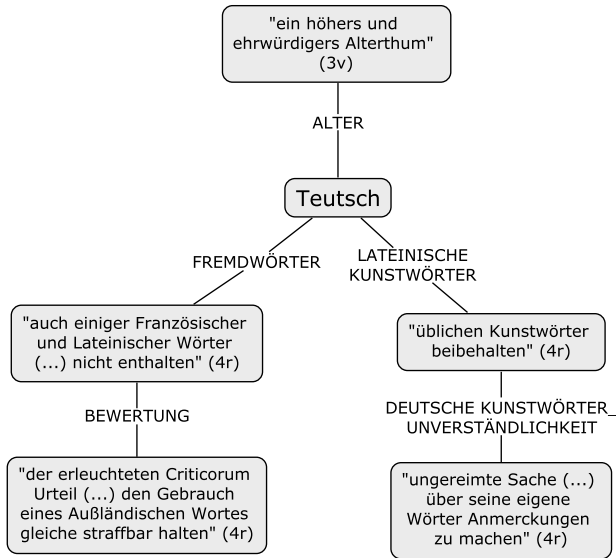 "ein höhers und
ehrwürdigers Alterthum"
(3v)
ALTER
Teutsch
FREMDWÖRTER
LATEINISCHE
KUNSTWÖRTER
"auch einiger Französischer
und Lateinischer Wörter
(...) nicht enthalten" (4r)
"üblichen Kunstwörter
beibehalten" (4r)
BEWERTUNG
DEUTSCHE KUNSTWÖRTER_
UNVERSTÄNDLICHKEIT
"der erleuchteten Criticorum
Urteil (...) den Gebrauch
eines Außländischen Wortes
gleiche straffbar halten" (4r)
"ungereimte Sache (...)
über seine eigene
Wörter Anmerckungen
zu machen" (4r)